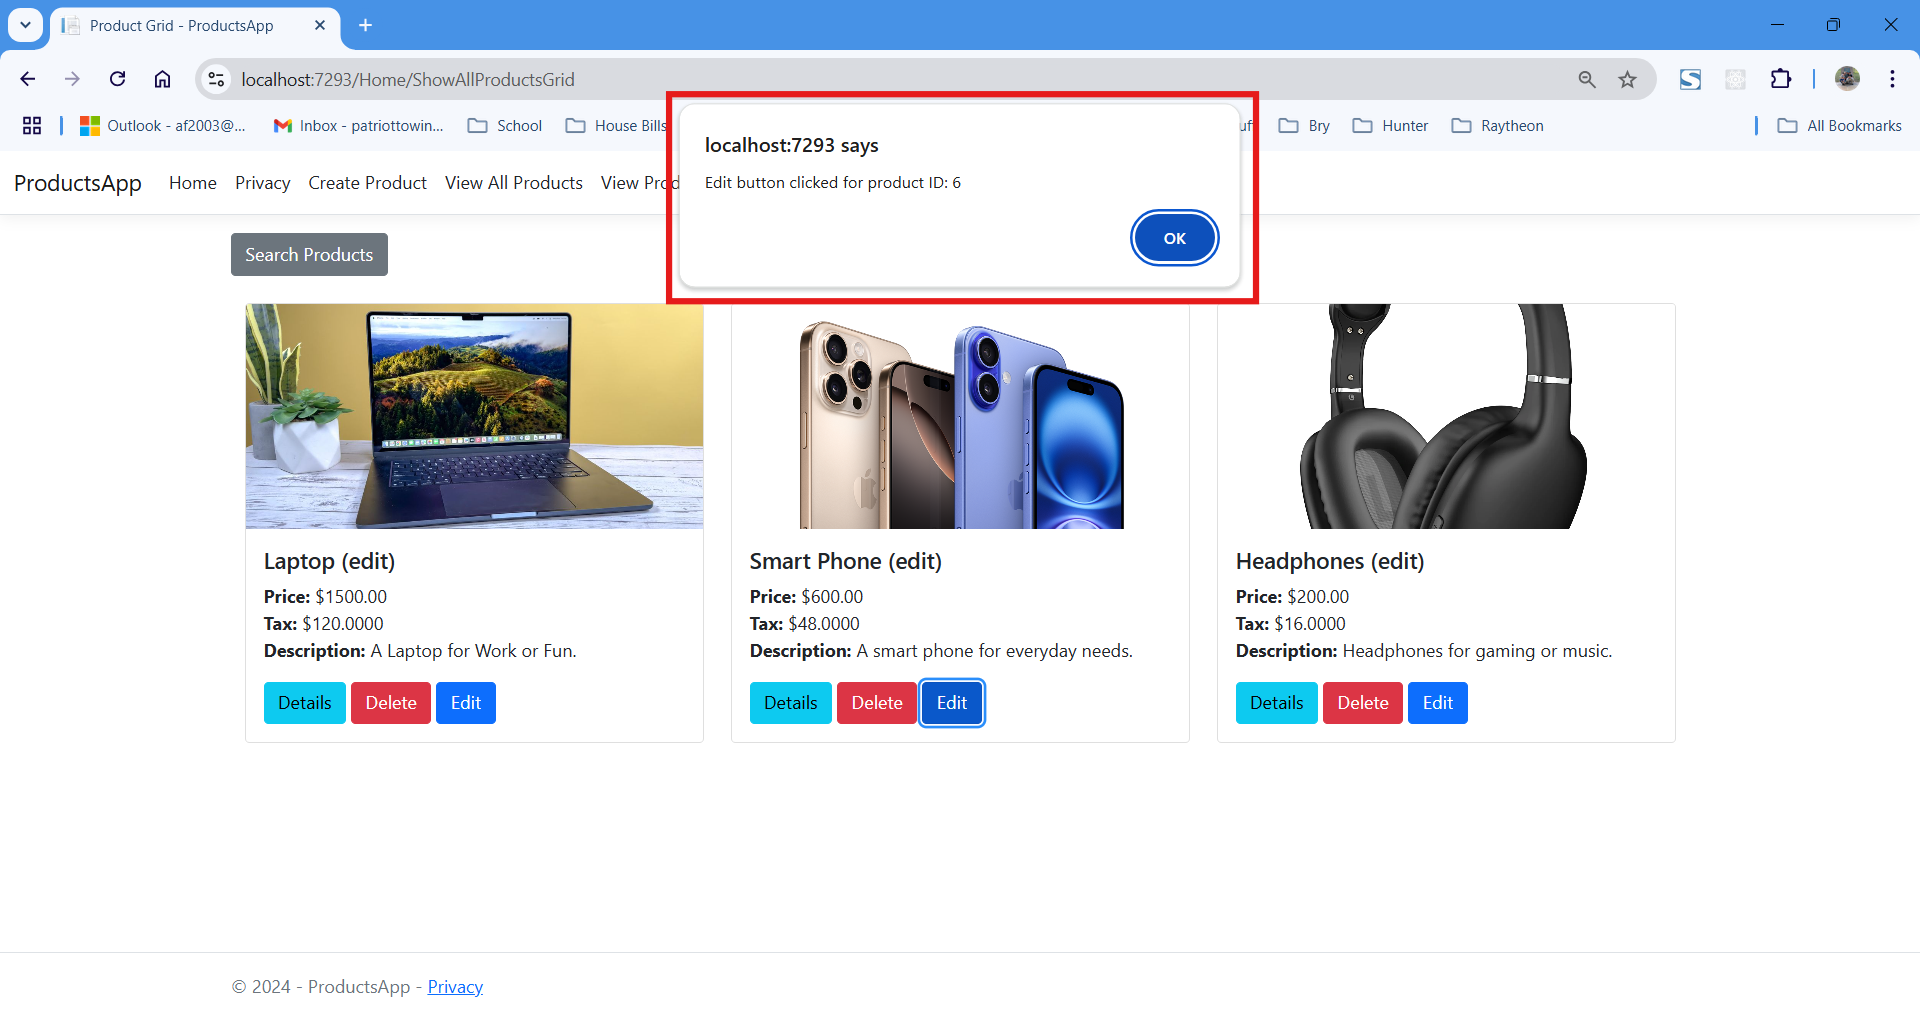 Product Grid - ProductsApp
localhost:7293/Home/ShowAllProductsGrid
Outlook - af2003@...
Inbox - patriottowin...
School
House Bills
Bry
Hunter
Raytheon
All Bookmarks
localhost:7293 says
Edit button clicked for product ID: 6
OK
ProductsApp Home Privacy Create Product View All Products View Prod
Search Products
Laptop (edit)
Price: $1500.00
Tax: $120.0000
Description: A Laptop for Work or Fun.
Details Delete Edit
Smart Phone (edit)
Price: $600.00
Tax: $48.0000
Description: A smart phone for everyday needs.
Details Delete Edit
Headphones (edit)
Price: $200.00
Tax: $16.0000
Description: Headphones for gaming or music.
Details Delete Edit
© 2024 - ProductsApp - Privacy